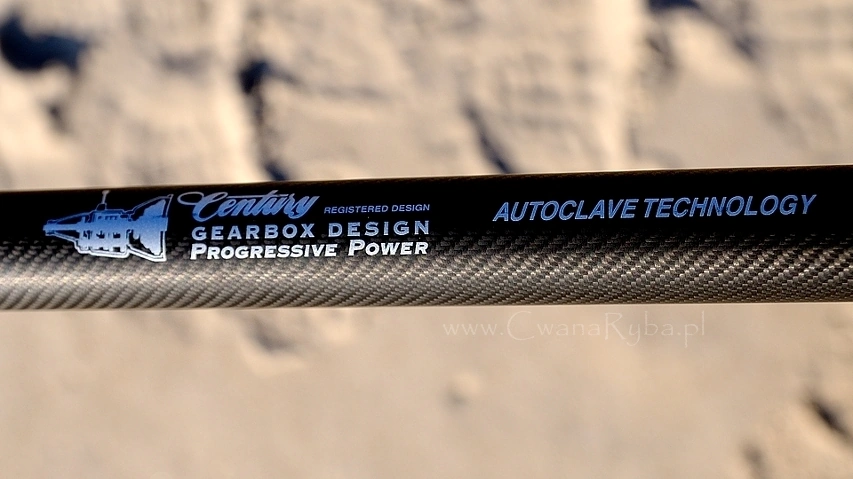 Century REGISTERED DESIGN
GEARBOX DESIGN
PROGRESSIVE POWER
AUTOCLAVE TECHNOLOGY
www.CwanaRyba.pl